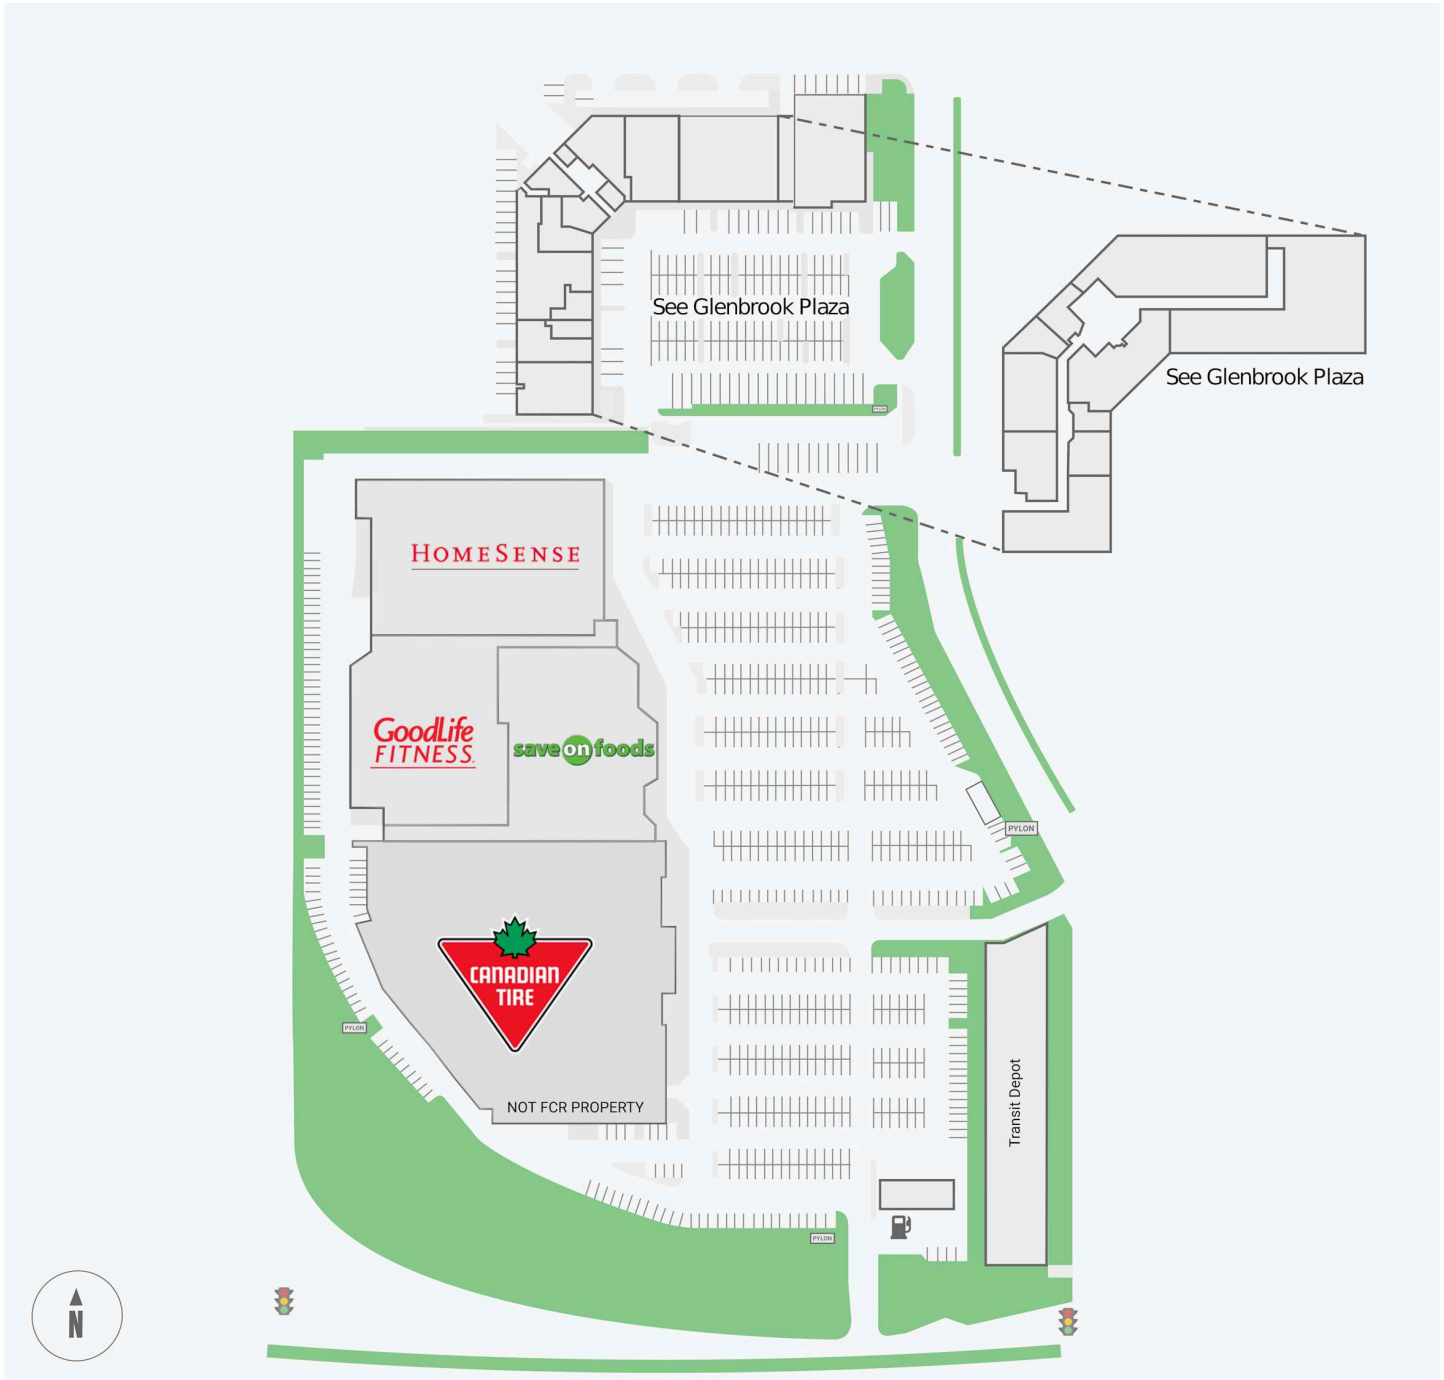 See Glenbrook Plaza
See Glenbrook Plaza
PYLON
HOMESENSE
GoodLife
FITNESS
save on foods
PYLON
CANADIAN
TIRE
PYLON
NOT FCR PROPERTY
Transit Depot
PYLON
N